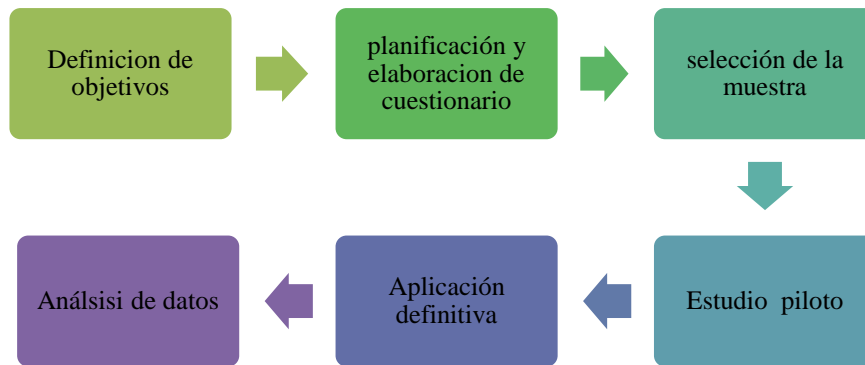 Definicion de
objetivos
planificación y
elaboracion de
cuestionario
selección de la
muestra
Estudio piloto
Aplicación
definitiva
Análsisi de datos